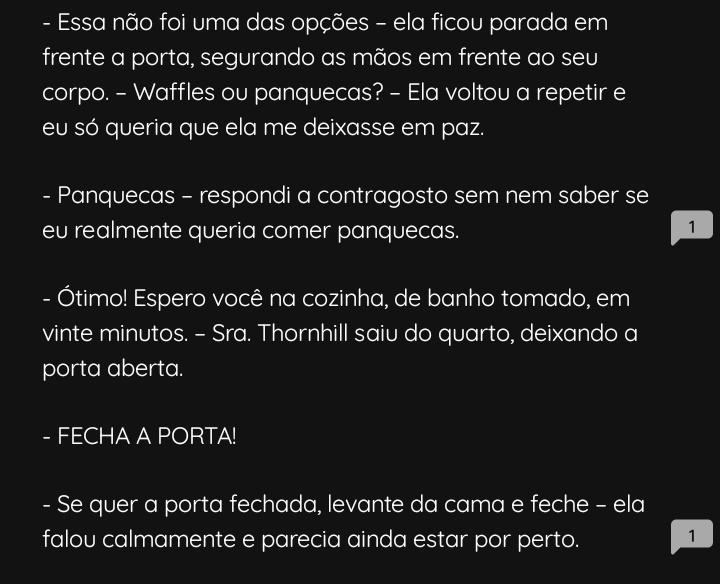 - Essa não foi uma das opções – ela ficou parada em
frente a porta, segurando as mãos em frente ao seu
corpo. – Waffles ou panquecas? – Ela voltou a repetir e
eu só queria que ela me deixasse em paz.
- Panquecas – respondi a contragosto sem nem saber se
eu realmente queria comer panquecas.
1
- Ótimo! Espero você na cozinha, de banho tomado, em
vinte minutos. – Sra. Thornhill saiu do quarto, deixando a
porta aberta.
- FECHA A PORTA!
- Se quer a porta fechada, levante da cama e feche – ela
falou calmamente e parecia ainda estar por perto.
1